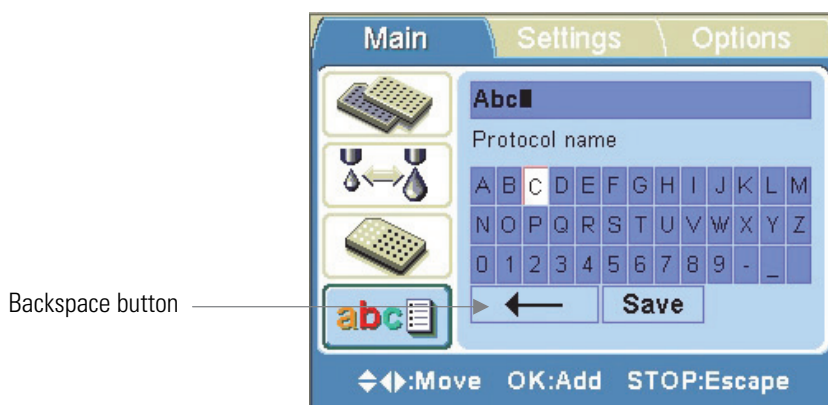 Main Settings Options
Abc
Protocol name
A B C D E F G H I J K L M
N O P Q R S T U V W X Y Z
0 1 2 3 4 5 6 7 8 9 - _
Backspace button
← Save
abc
:Move OK:Add STOP:Escape